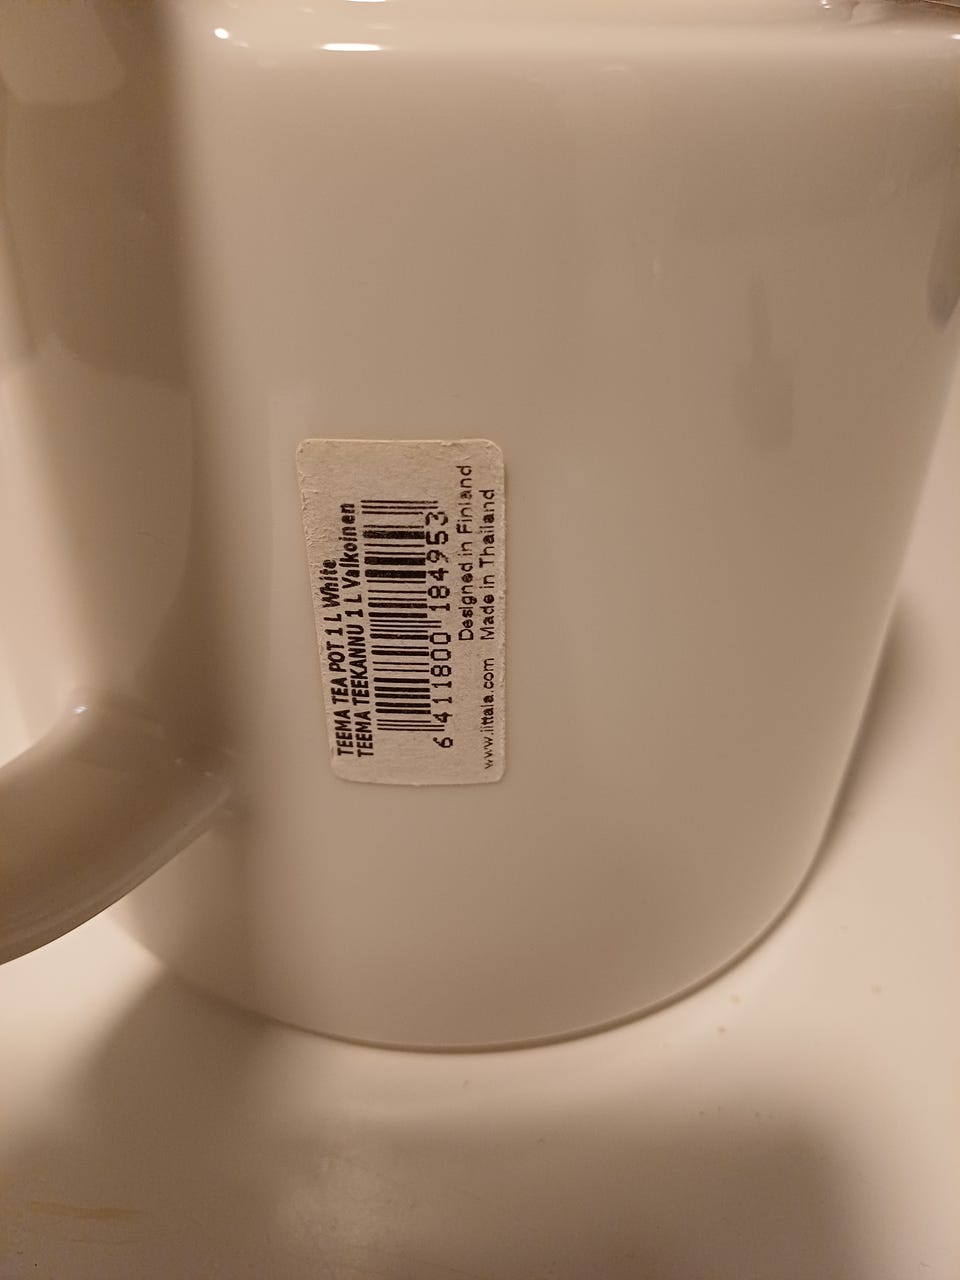 TEEMA TEA POT 1 L White
TEEMA TEEKANNU 1 L Valkoinen
6 411800 184953
Designed in Finland
www.iittala.com Made in Thailand